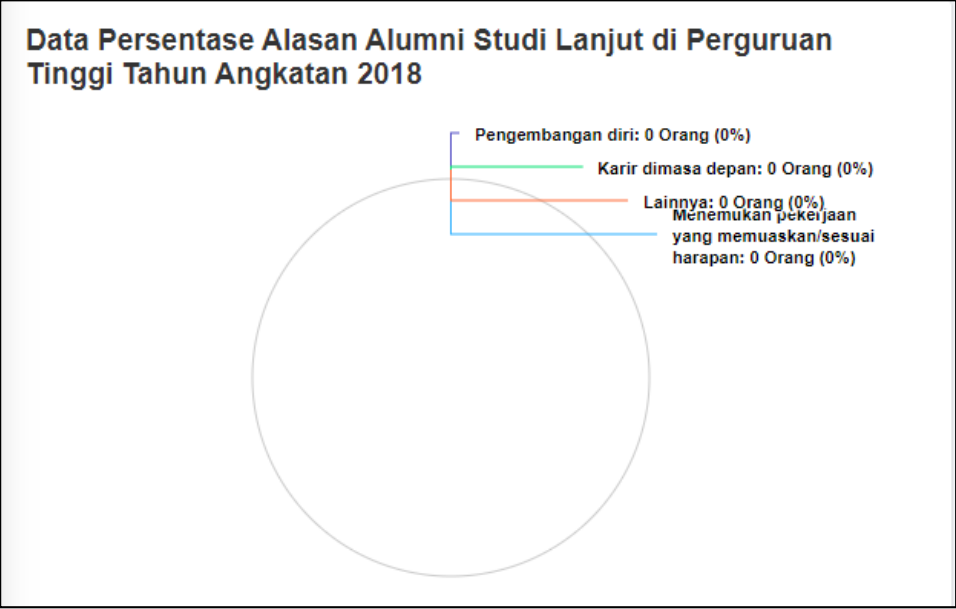 Data Persentase Alasan Alumni Studi Lanjut di Perguruan
Tinggi Tahun Angkatan 2018
Pengembangan diri: 0 Orang (0%)
Karir dimasa depan: 0 Orang (0%)
Lainnya: 0 Orang (0%)
Menemukan pekerjaan
yang memuaskan/sesuai
harapan: 0 Orang (0%)